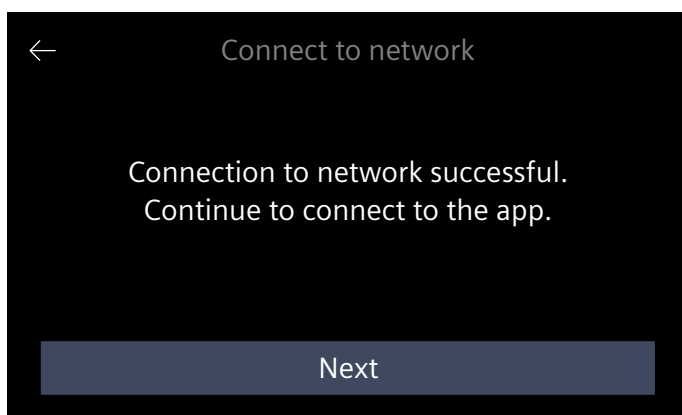 Connect to network
Connection to network successful.
Continue to connect to the app.
Next